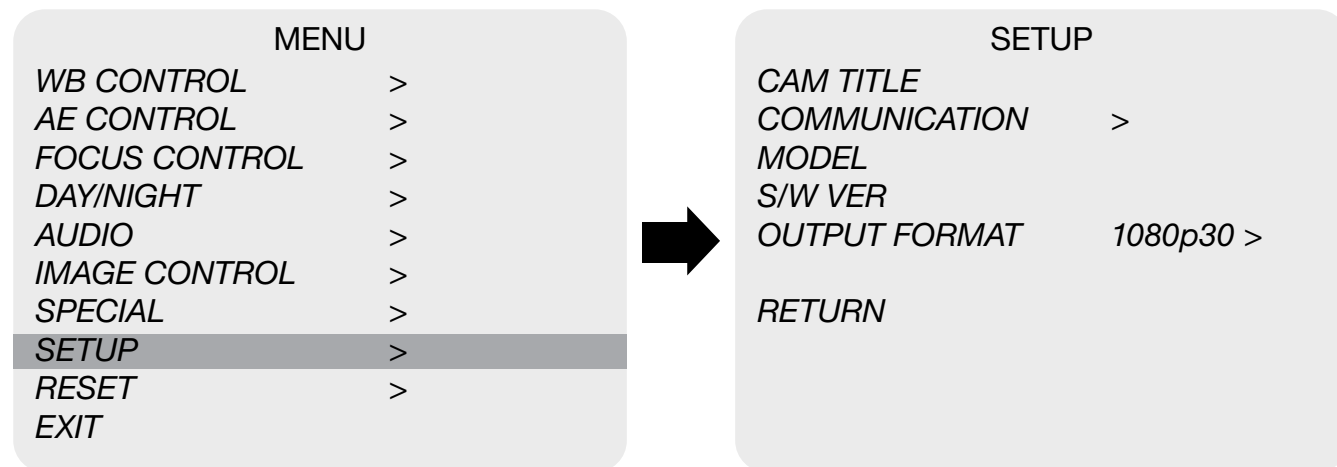 MENU
WB CONTROL >
AE CONTROL >
FOCUS CONTROL >
DAY/NIGHT >
AUDIO >
IMAGE CONTROL >
SPECIAL >
SETUP >
RESET >
EXIT
SETUP
CAM TITLE
COMMUNICATION >
MODEL
S/W VER
OUTPUT FORMAT 1080p30 >
RETURN